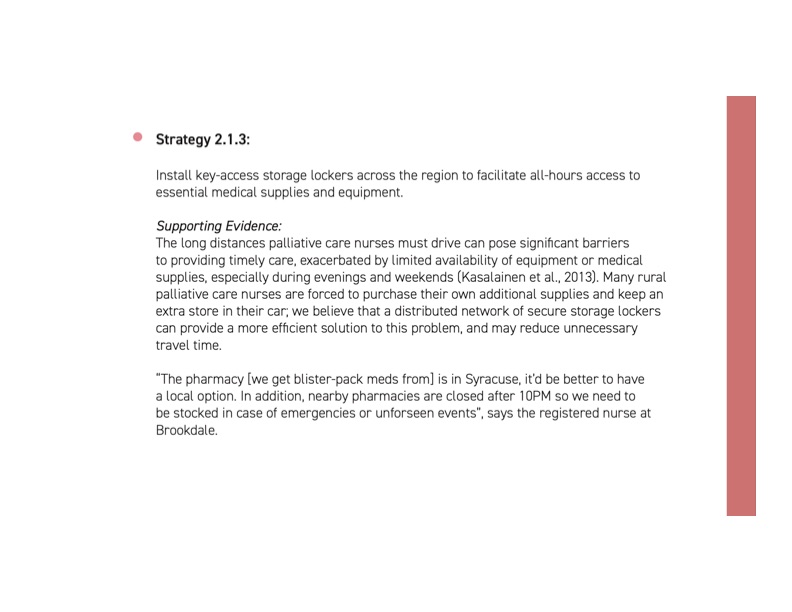 Strategy 2.1.3:
Install key-access storage lockers across the region to facilitate all-hours access to
essential medical supplies and equipment.
Supporting Evidence:
The long distances palliative care nurses must drive can pose significant barriers
to providing timely care, exacerbated by limited availability of equipment or medical
supplies, especially during evenings and weekends (Kasalainen et al., 2013). Many rural
palliative care nurses are forced to purchase their own additional supplies and keep an
extra store in their car; we believe that a distributed network of secure storage lockers
can provide a more efficient solution to this problem, and may reduce unnecessary
travel time.
“The pharmacy [we get blister-pack meds from] is in Syracuse, it’d be better to have
a local option. In addition, nearby pharmacies are closed after 10PM so we need to
be stocked in case of emergencies or unforseen events”, says the registered nurse at
Brookdale.